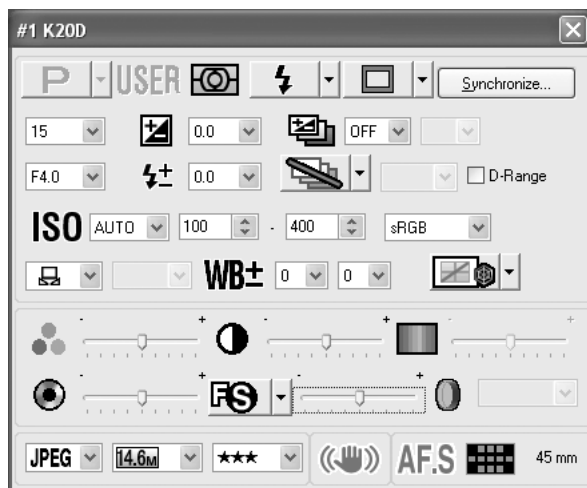 #1 K20D
P USER Synchronize...
15 0.0 OFF
F4.0 0.0 D-Range
ISO AUTO 100 - 400 sRGB
WB± 0 0
- + - + - +
- + FS - +
JPEG 14.6M ★★★ AF.S 45 mm